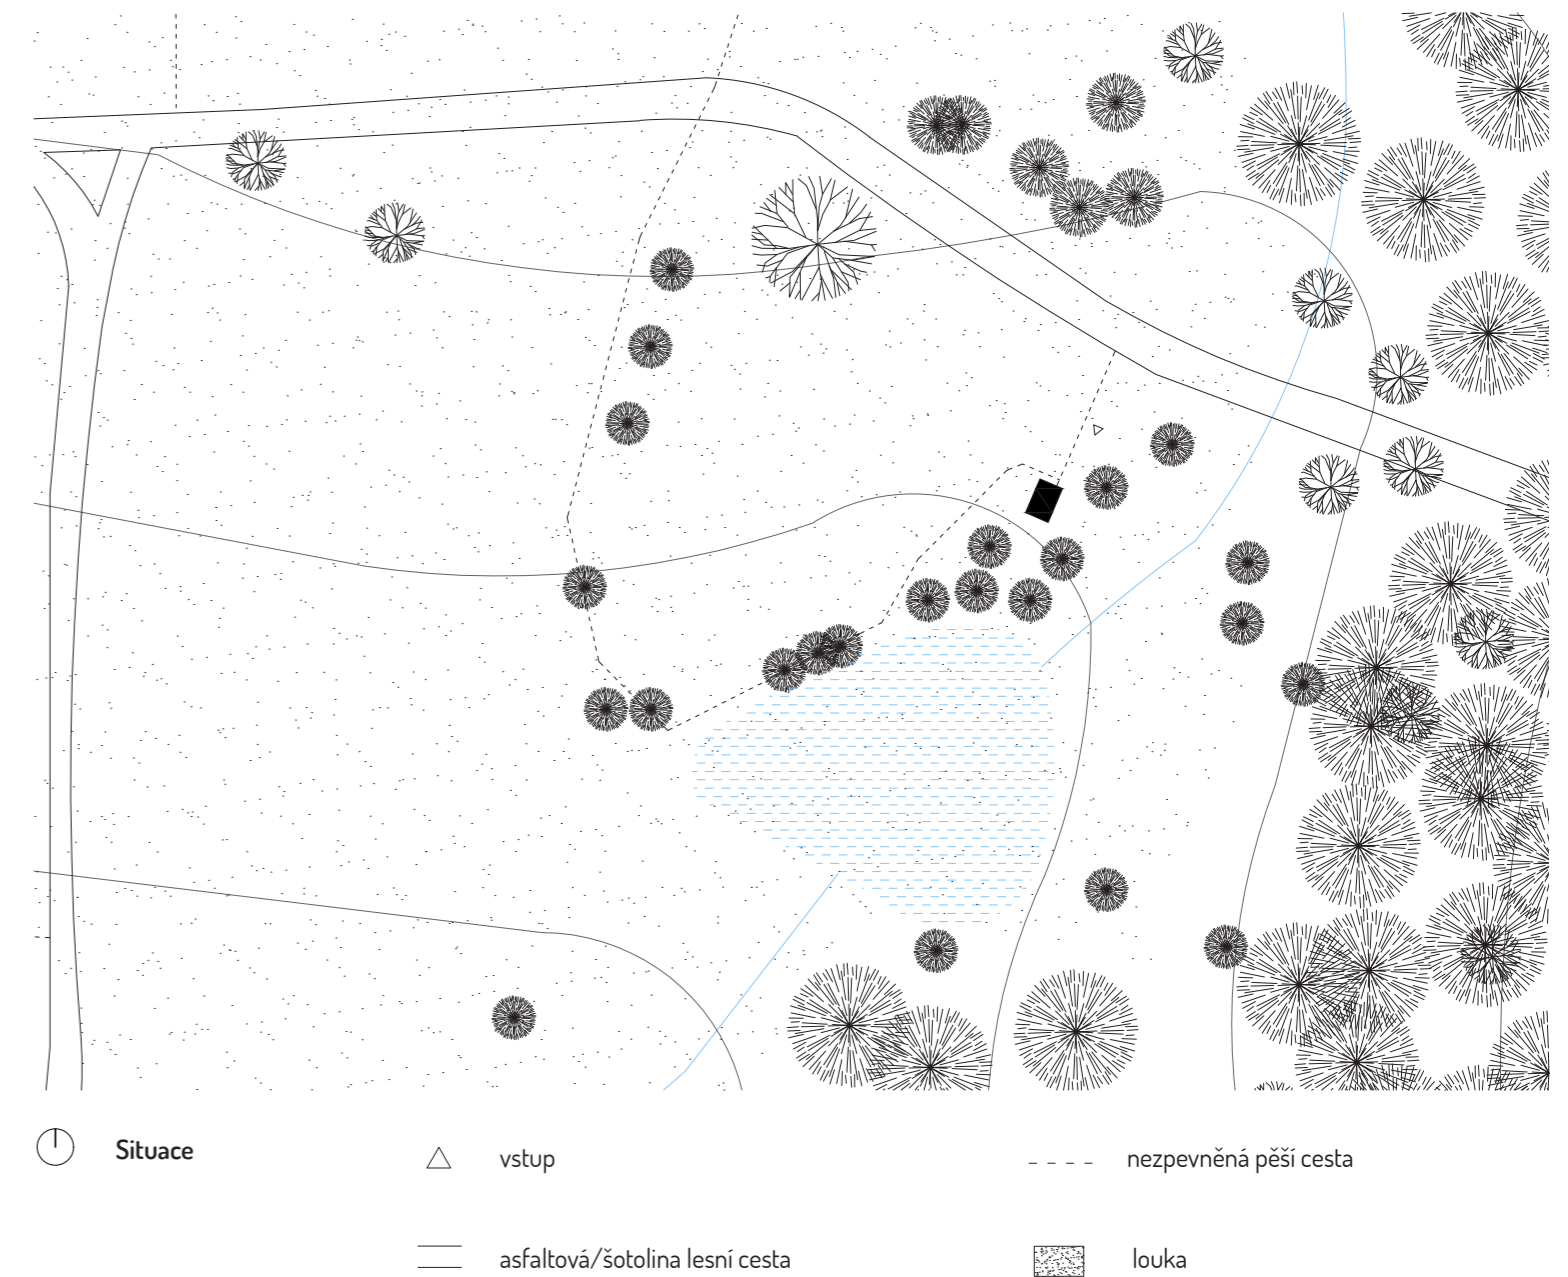 Situace
vstup
nezpevněná pěší cesta
asfaltová/šotolina lesní cesta
louka